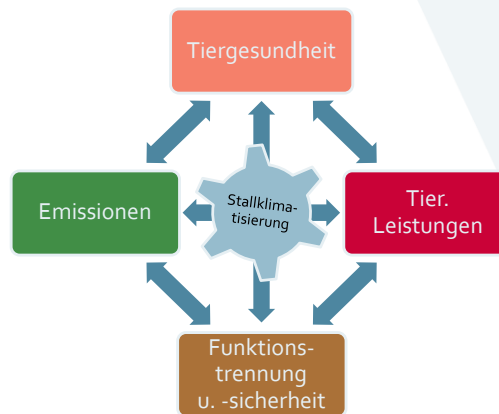 Tiergesundheit
Emissionen
Stallklima-
tisierung
Tier.
Leistungen
Funktions-
trennung
u. -sicherheit